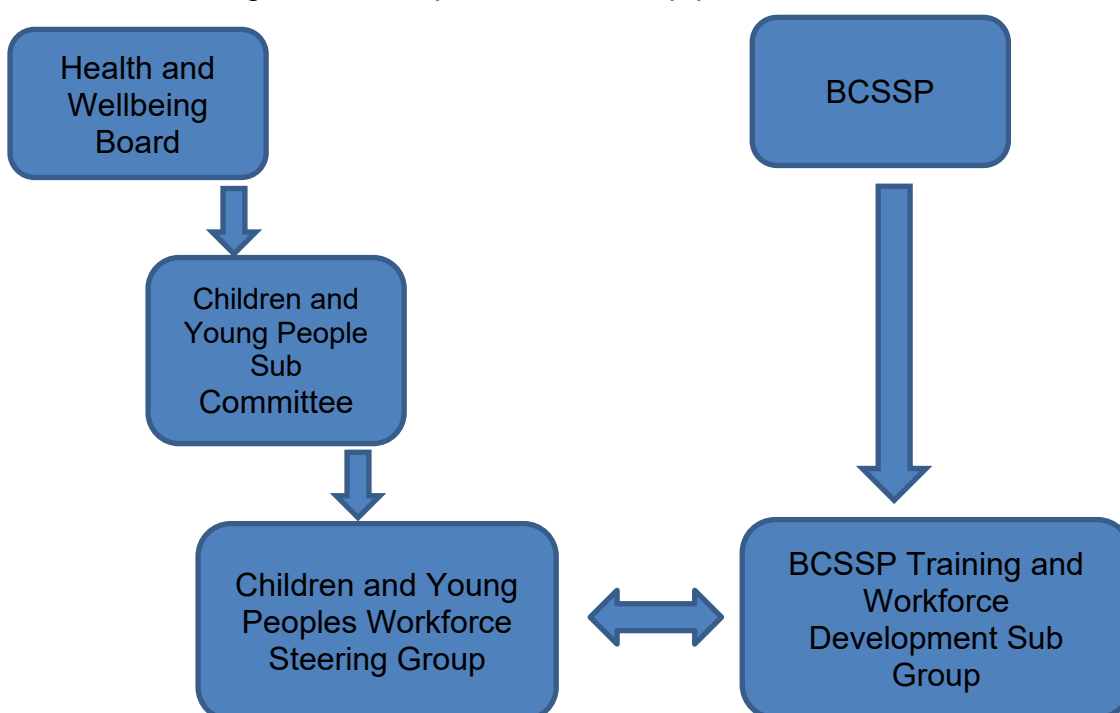 Health and
Wellbeing
Board
BCSSP
Children and
Young People
Sub
Committee
Children and Young
Peoples Workforce
Steering Group
BCSSP Training and
Workforce
Development Sub
Group